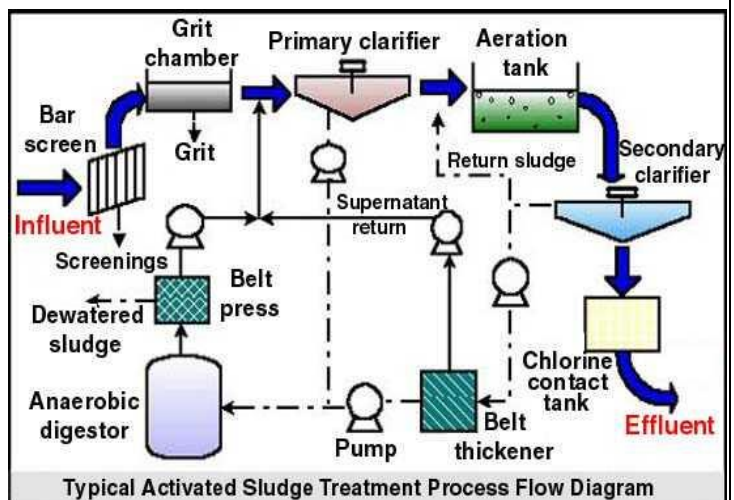 Grit
chamber
Primary clarifier
Aeration
tank
Bar
screen
Grit
Return sludge
Secondary
clarifier
Influent
Supernatant
return
Screenings
Belt
press
Dewatered
sludge
Chlorine
contact
tank
Anaerobic
digestor
Effluent
Pump
Belt
thickener
Typical Activated Sludge Treatment Process Flow Diagram